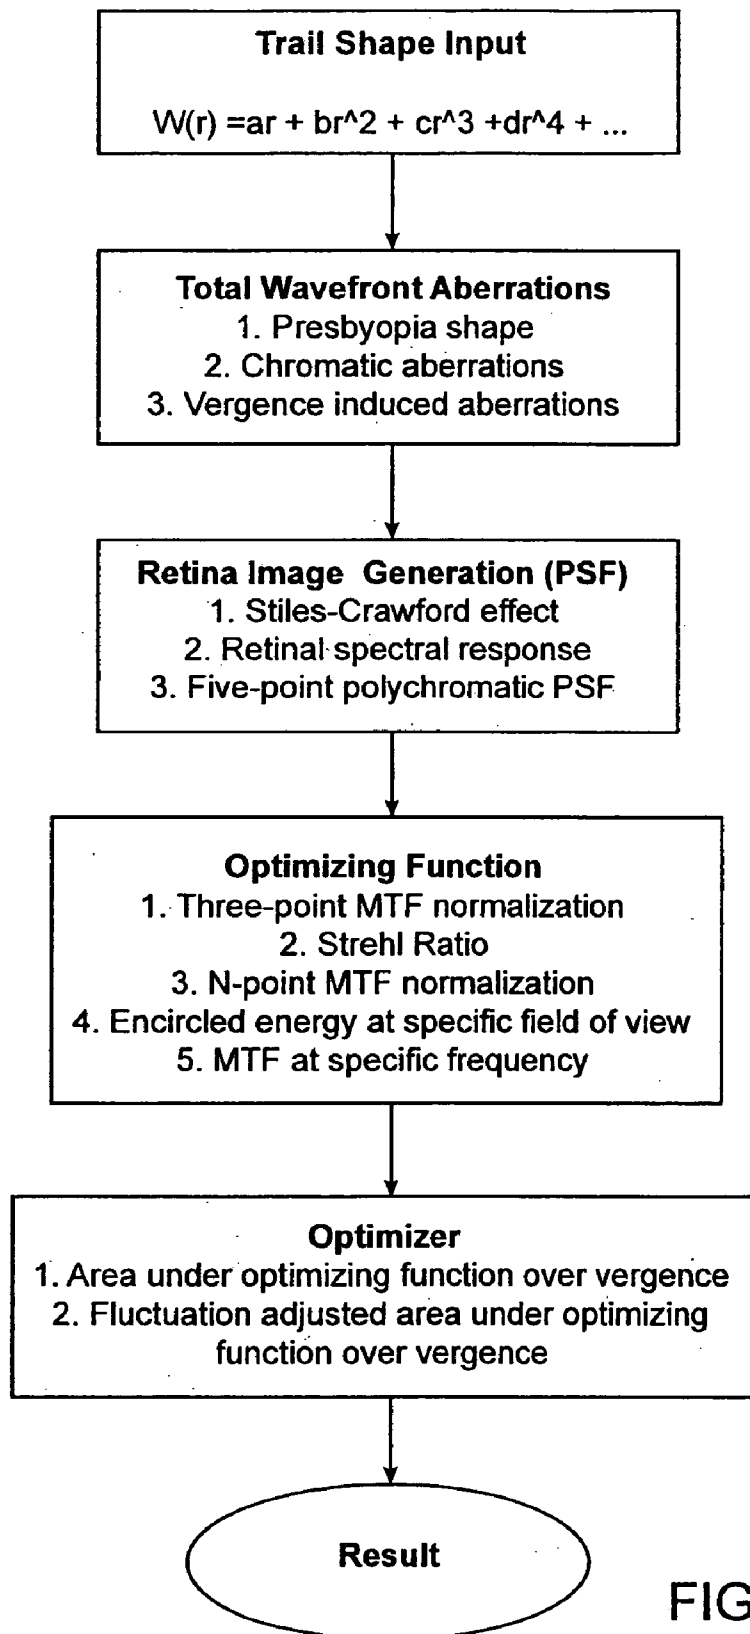 Trail Shape Input
W(r) =ar + br^2 + cr^3 +dr^4 + ...
Total Wavefront Aberrations
1. Presbyopia shape
2. Chromatic aberrations
3. Vergence induced aberrations
Retina Image Generation (PSF)
1. Stiles-Crawford effect
2. Retinal spectral response
3. Five-point polychromatic PSF
Optimizing Function
1. Three-point MTF normalization
2. Strehl Ratio
3. N-point MTF normalization
4. Encircled energy at specific field of view
5. MTF at specific frequency
Optimizer
1. Area under optimizing function over vergence
2. Fluctuation adjusted area under optimizing
function over vergence
Result
FIG